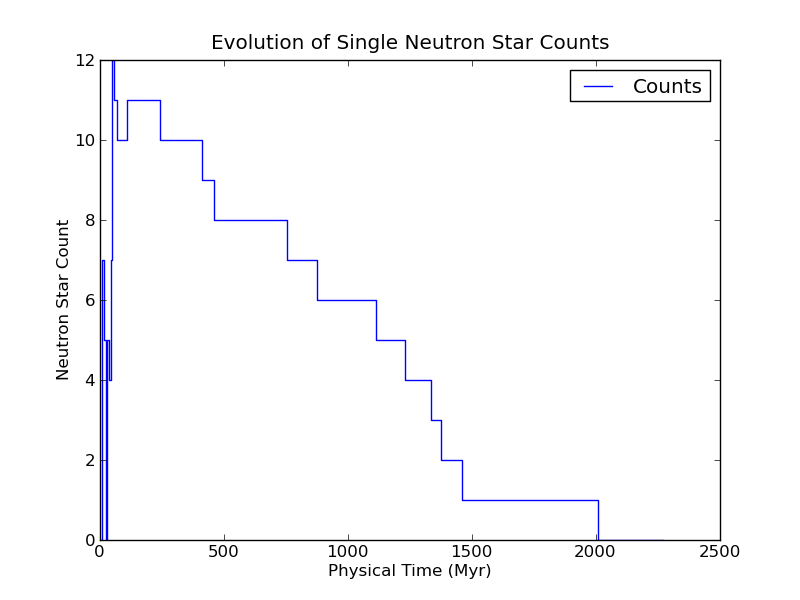 Evolution of Single Neutron Star Counts
Counts
12
10
8
6
4
2
0
Neutron Star Count
0 500 1000 1500 2000 2500
Physical Time (Myr)